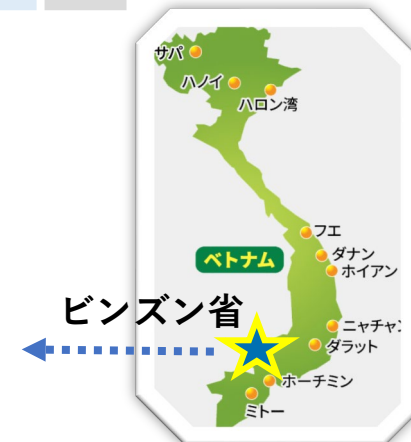 サパ
ハノイ
ハロン湾
フエ
ベトナム
ダナン
ホイアン
ビンズン省
ニャチャン
ダラット
ホーチミン
ミトー